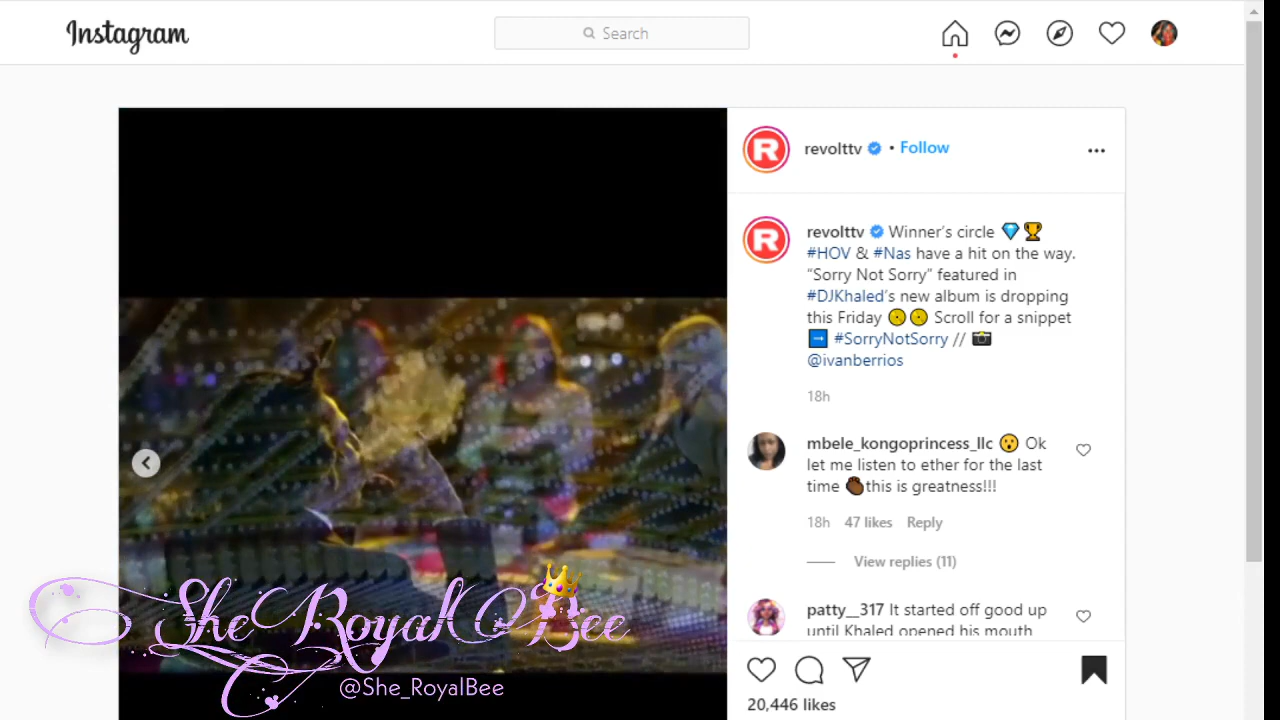 Instagram
Search
revolttv • Follow
revolttv Winner's circle 💎🏆
#HOV & #Nas have a hit on the way.
“Sorry Not Sorry” featured in
#DJKhaled's new album is dropping
this Friday 📀📀 Scroll for a snippet
➡️ #SorryNotSorry // 📸
@ivanberrios
18h
mbele_kongoprincess_llc 😮 Ok
let me listen to ether for the last
time ✊🏿this is greatness!!!
18h 47 likes Reply
View replies (11)
patty__317 It started off good up
until Khaled opened his mouth
20,446 likes
SheRoyalBee
@She_RoyalBee